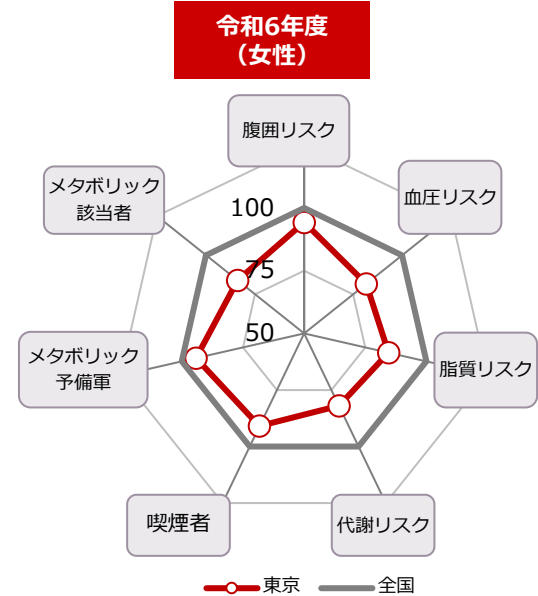 令和6年度
（女性）
腹囲リスク
メタボリック
該当者
血圧リスク
100
75
50
メタボリック
予備軍
脂質リスク
喫煙者
代謝リスク
東京
全国